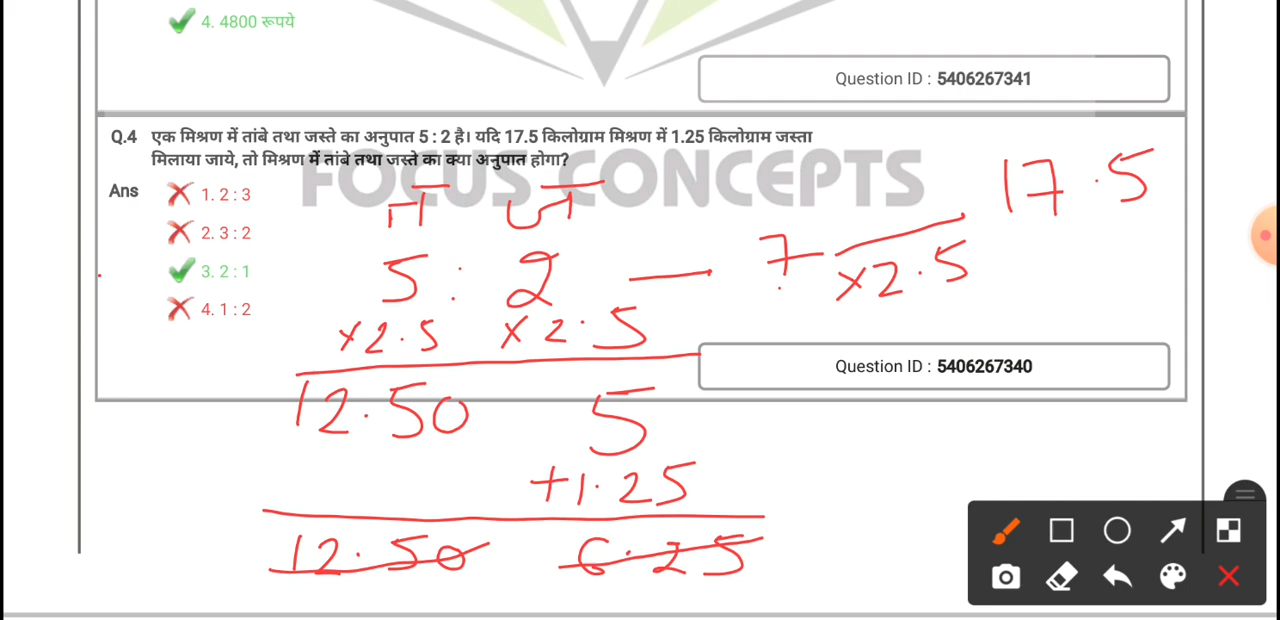 4. 4800 रूपये
Question ID : 5406267341
Q.4 एक मिश्रण में तांबे तथा जस्ते का अनुपात 5 : 2 है। यदि 17.5 किलोग्राम मिश्रण में 1.25 किलोग्राम जस्ता
मिलाया जाये, तो मिश्रण में तांबे तथा जस्ते का क्या अनुपात होगा?
FOCUS CONCEPTS
Ans 1. 2 : 3
2. 3 : 2
3. 2 : 1
4. 1 : 2
17.5
5 : 2 — 7 ×2.5
×2.5 ×2.5
Question ID : 5406267340
12.50 5
+1.25
12.50 6.25